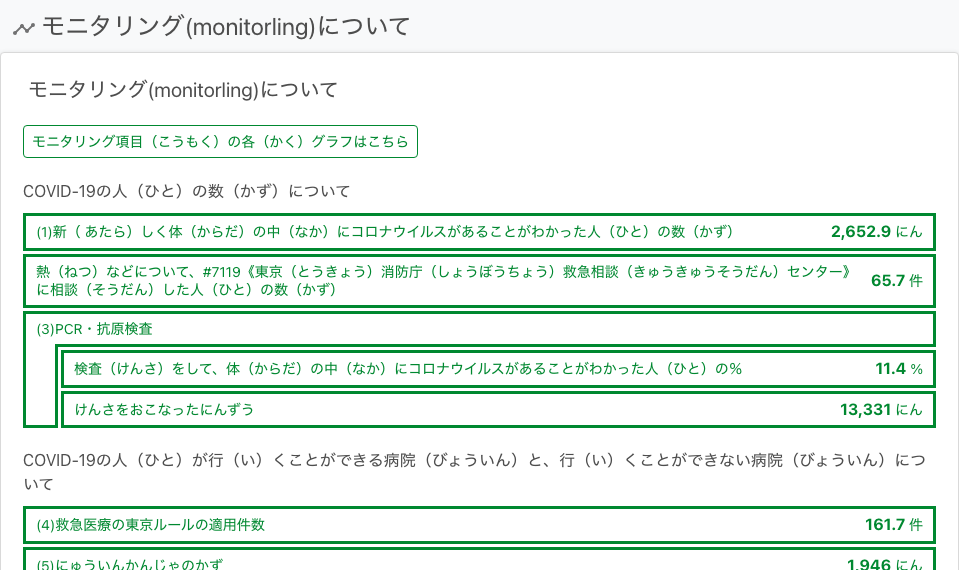 モニタリング(monitorling)について
モニタリング(monitorling)について
モニタリング項目（こうもく）の各（かく）グラフはこちら
COVID-19の人（ひと）の数（かず）について
(1)新（ あたら）しく体（からだ）の中（なか）にコロナウイルスがあることがわかった人（ひと）の数（かず） 2,652.9 にん
熱（ねつ）などについて、#7119《東京（とうきょう）消防庁（しょうぼうちょう）救急相談（きゅうきゅうそうだん）センター》
に相談（そうだん）した人（ひと）の数（かず） 65.7 件
(3)PCR・抗原検査
検査（けんさ）をして、体（からだ）の中（なか）にコロナウイルスがあることがわかった人（ひと）の% 11.4 %
けんさをおこなったにんずう 13,331 にん
COVID-19の人（ひと）が行（い）くことができる病院（びょういん）と、行（い）くことができない病院（びょういん）につ
いて
(4)救急医療の東京ルールの適用件数 161.7 件
(5)にゅういんかんじゃのかず 1,946 にん